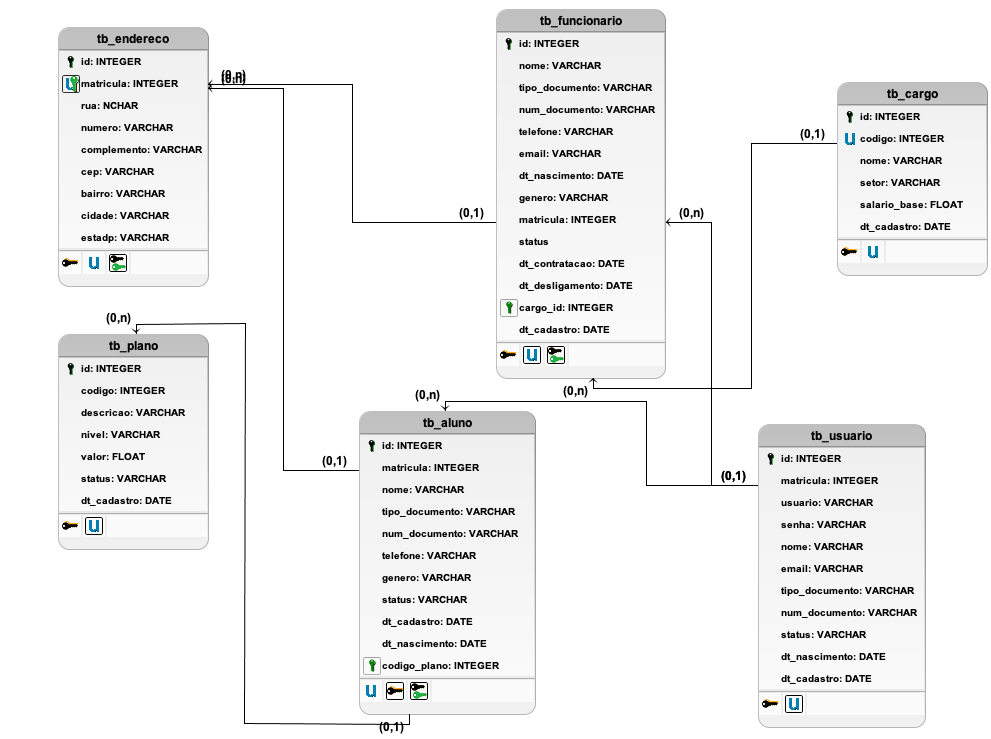 tb_endereco
id: INTEGER
matricula: INTEGER
rua: NCHAR
numero: VARCHAR
complemento: VARCHAR
cep: VARCHAR
bairro: VARCHAR
cidade: VARCHAR
estadp: VARCHAR
(0,n)
(0,n)
tb_funcionario
id: INTEGER
nome: VARCHAR
tipo_documento: VARCHAR
num_documento: VARCHAR
telefone: VARCHAR
email: VARCHAR
dt_nascimento: DATE
genero: VARCHAR
matricula: INTEGER
status
dt_contratacao: DATE
dt_desligamento: DATE
cargo_id: INTEGER
dt_cadastro: DATE
(0,1)
(0,n)
(0,n)
tb_cargo
id: INTEGER
codigo: INTEGER
nome: VARCHAR
setor: VARCHAR
salario_base: FLOAT
dt_cadastro: DATE
(0,1)
(0,n)
tb_plano
id: INTEGER
codigo: INTEGER
descricao: VARCHAR
nivel: VARCHAR
valor: FLOAT
status: VARCHAR
dt_cadastro: DATE
(0,n)
tb_aluno
id: INTEGER
matricula: INTEGER
nome: VARCHAR
tipo_documento: VARCHAR
num_documento: VARCHAR
telefone: VARCHAR
genero: VARCHAR
status: VARCHAR
dt_cadastro: DATE
dt_nascimento: DATE
codigo_plano: INTEGER
(0,1)
(0,1)
tb_usuario
id: INTEGER
matricula: INTEGER
usuario: VARCHAR
senha: VARCHAR
nome: VARCHAR
email: VARCHAR
tipo_documento: VARCHAR
num_documento: VARCHAR
status: VARCHAR
dt_nascimento: DATE
dt_cadastro: DATE
(0,1)